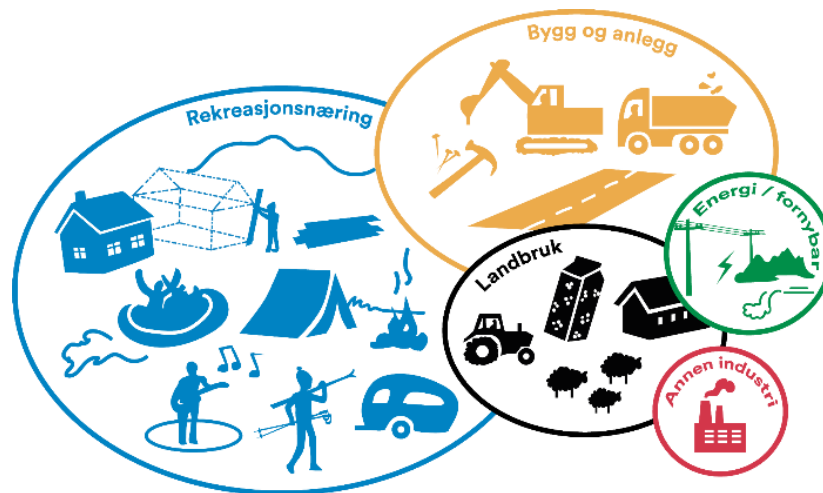 Rekreasjonsnæring
Bygg og anlegg
Energi / fornybar
Landbruk
Annen industri